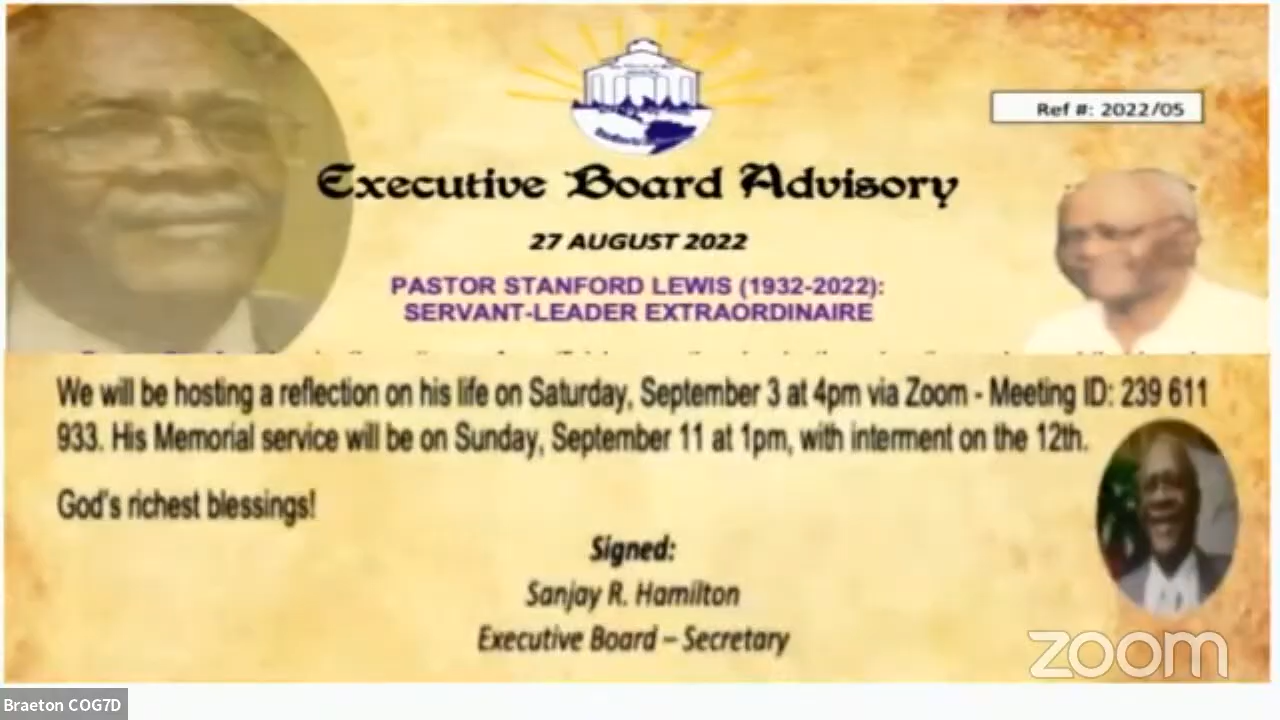 Ref #: 2022/05
Executive Board Advisory
27 AUGUST 2022
PASTOR STANFORD LEWIS (1932-2022):
SERVANT-LEADER EXTRAORDINAIRE
We will be hosting a reflection on his life on Saturday, September 3 at 4pm via Zoom - Meeting ID: 239 611
933. His Memorial service will be on Sunday, September 11 at 1pm, with interment on the 12th.
God's richest blessings!
Signed:
Sanjay R. Hamilton
Executive Board – Secretary
zoom
Braeton COG7D